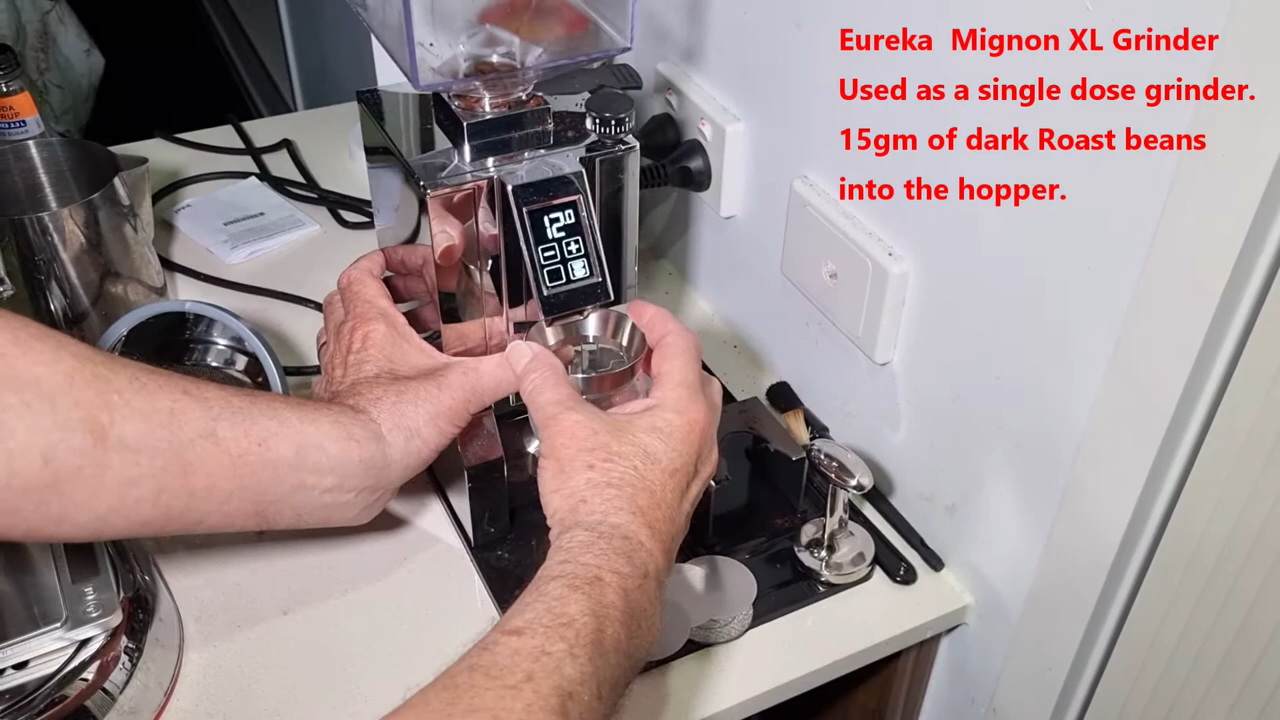 Eureka  Mignon XL Grinder
Used as a single dose grinder.
15gm of dark Roast beans
into the hopper.
12.0